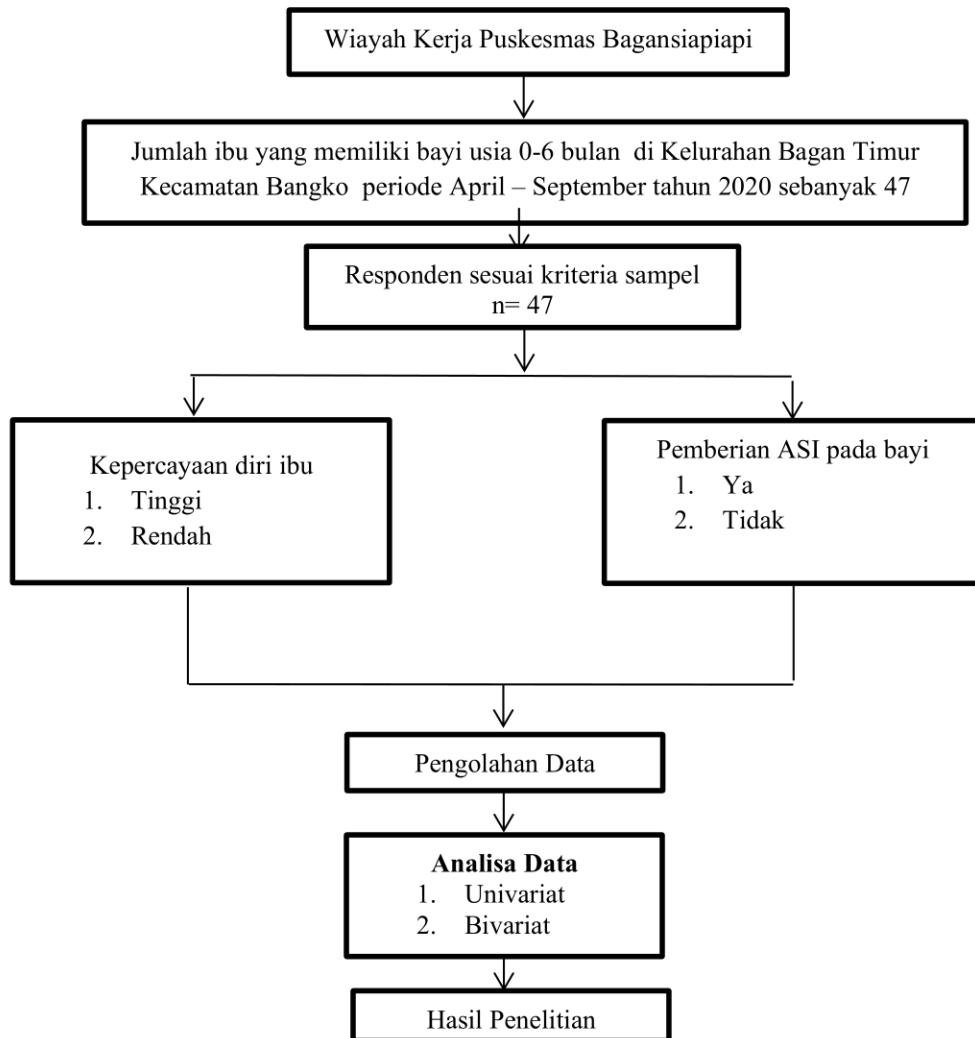 Wiayah Kerja Puskesmas Bagansiapiapi
Jumlah ibu yang memiliki bayi usia 0-6 bulan di Kelurahan Bagan Timur
Kecamatan Bangko periode April – September tahun 2020 sebanyak 47
Responden sesuai kriteria sampel
n= 47
Kepercayaan diri ibu
1. Tinggi
2. Rendah
Pemberian ASI pada bayi
1. Ya
2. Tidak
Pengolahan Data
Analisa Data
1. Univariat
2. Bivariat
Hasil Penelitian